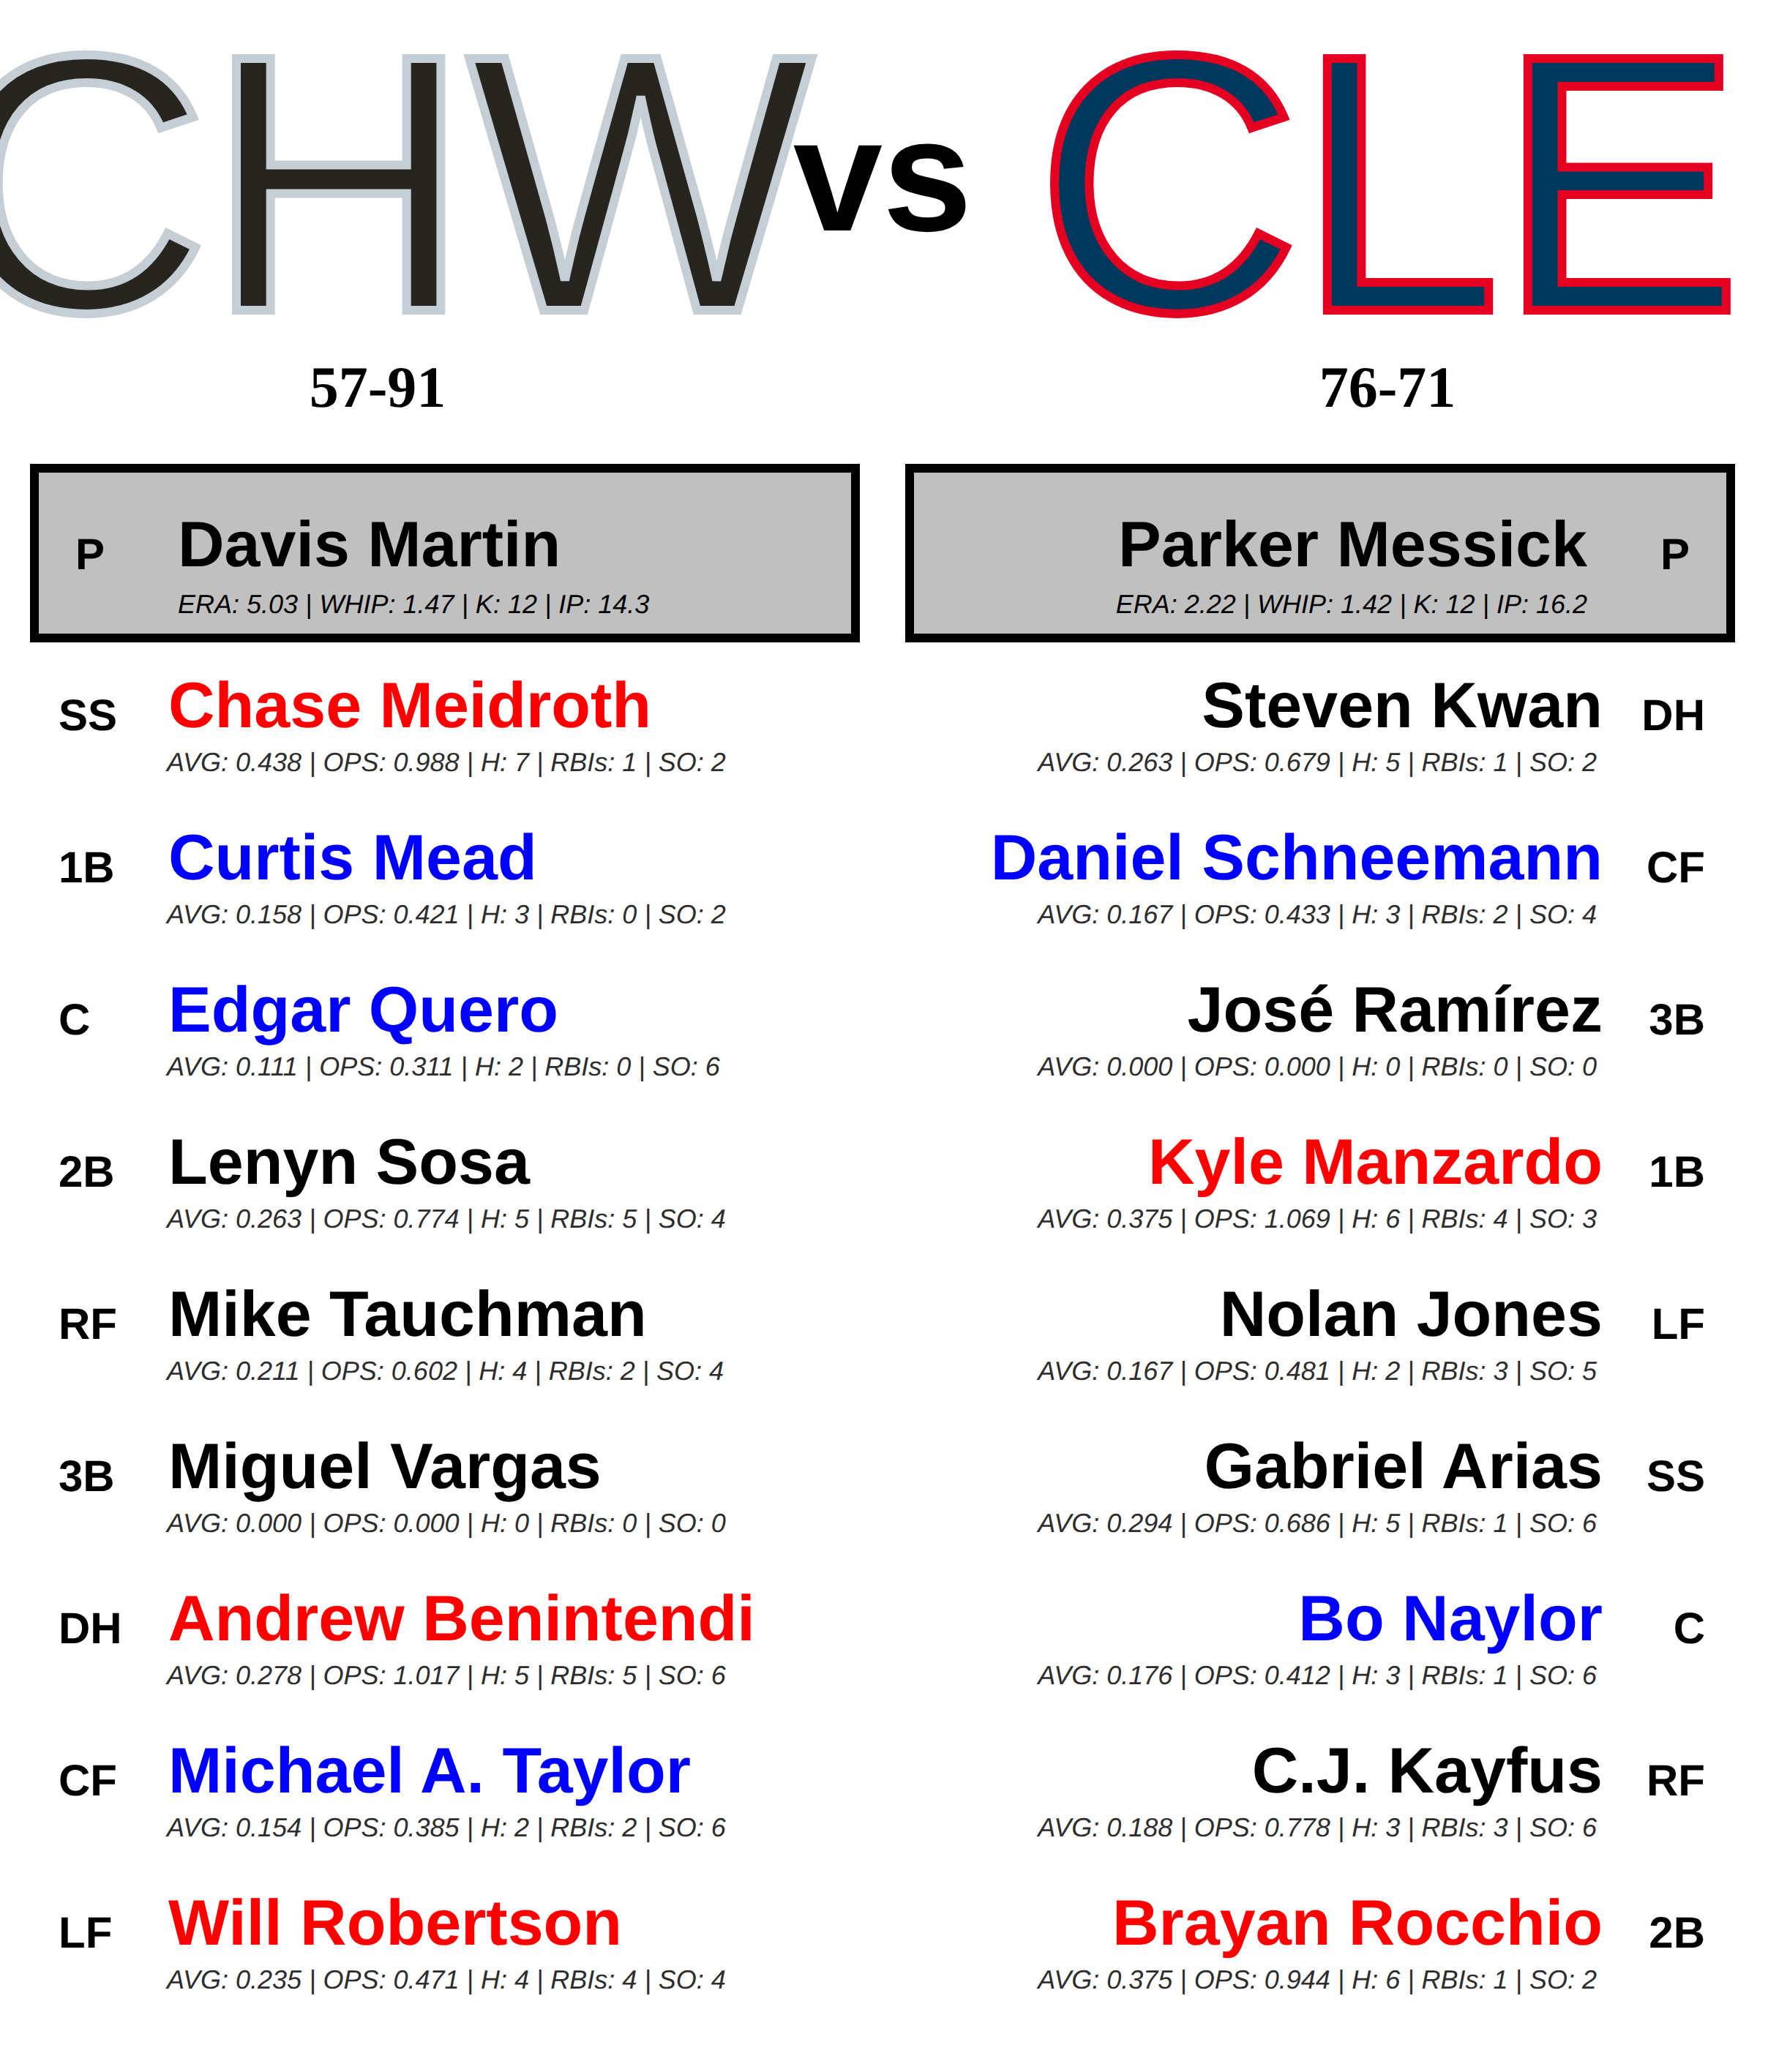 CHW vs CLE
57-91 76-71
P Davis Martin
ERA: 5.03 | WHIP: 1.47 | K: 12 | IP: 14.3
Parker Messick P
ERA: 2.22 | WHIP: 1.42 | K: 12 | IP: 16.2
SS Chase Meidroth
AVG: 0.438 | OPS: 0.988 | H: 7 | RBIs: 1 | SO: 2
1B Curtis Mead
AVG: 0.158 | OPS: 0.421 | H: 3 | RBIs: 0 | SO: 2
C Edgar Quero
AVG: 0.111 | OPS: 0.311 | H: 2 | RBIs: 0 | SO: 6
2B Lenyn Sosa
AVG: 0.263 | OPS: 0.774 | H: 5 | RBIs: 5 | SO: 4
RF Mike Tauchman
AVG: 0.211 | OPS: 0.602 | H: 4 | RBIs: 2 | SO: 4
3B Miguel Vargas
AVG: 0.000 | OPS: 0.000 | H: 0 | RBIs: 0 | SO: 0
DH Andrew Benintendi
AVG: 0.278 | OPS: 1.017 | H: 5 | RBIs: 5 | SO: 6
CF Michael A. Taylor
AVG: 0.154 | OPS: 0.385 | H: 2 | RBIs: 2 | SO: 6
LF Will Robertson
AVG: 0.235 | OPS: 0.471 | H: 4 | RBIs: 4 | SO: 4
Steven Kwan DH
AVG: 0.263 | OPS: 0.679 | H: 5 | RBIs: 1 | SO: 2
Daniel Schneemann CF
AVG: 0.167 | OPS: 0.433 | H: 3 | RBIs: 2 | SO: 4
José Ramírez 3B
AVG: 0.000 | OPS: 0.000 | H: 0 | RBIs: 0 | SO: 0
Kyle Manzardo 1B
AVG: 0.375 | OPS: 1.069 | H: 6 | RBIs: 4 | SO: 3
Nolan Jones LF
AVG: 0.167 | OPS: 0.481 | H: 2 | RBIs: 3 | SO: 5
Gabriel Arias SS
AVG: 0.294 | OPS: 0.686 | H: 5 | RBIs: 1 | SO: 6
Bo Naylor C
AVG: 0.176 | OPS: 0.412 | H: 3 | RBIs: 1 | SO: 6
C.J. Kayfus RF
AVG: 0.188 | OPS: 0.778 | H: 3 | RBIs: 3 | SO: 6
Brayan Rocchio 2B
AVG: 0.375 | OPS: 0.944 | H: 6 | RBIs: 1 | SO: 2